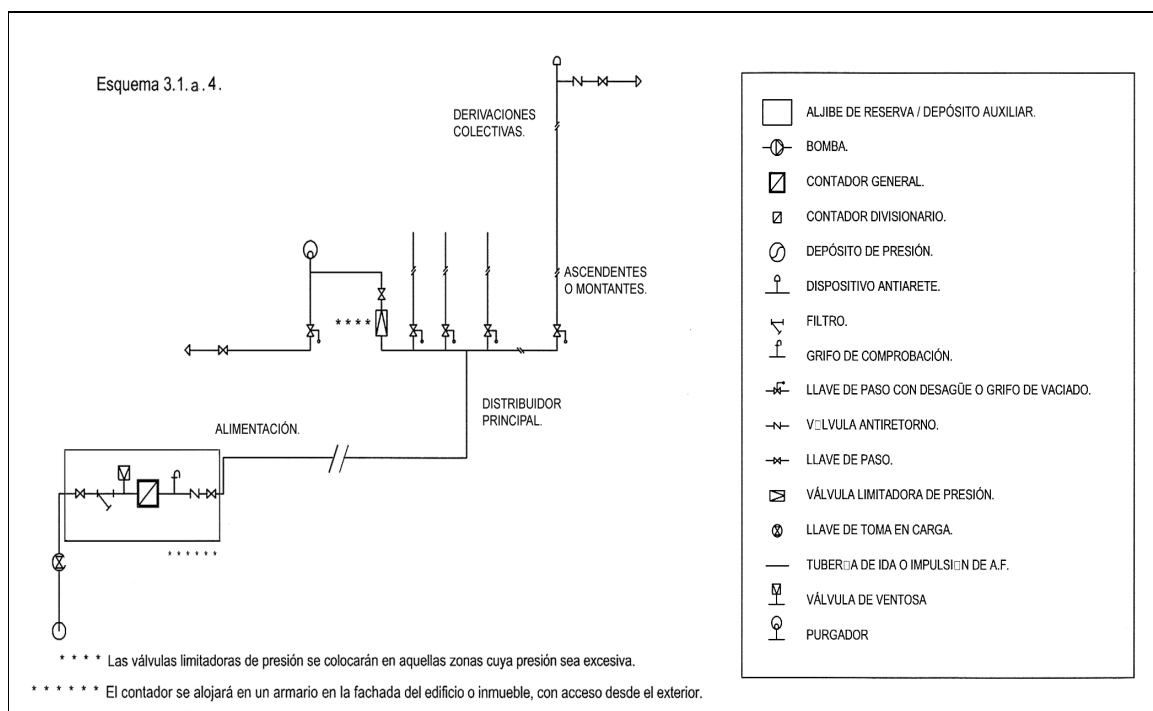 Esquema 3.1.a.4.
DERIVACIONES
COLECTIVAS.
ASCENDENTES
O MONTANTES.
* * * *
DISTRIBUIDOR
PRINCIPAL.
ALIMENTACIÓN.
* * * * * *
* * * * Las válvulas limitadoras de presión se colocarán en aquellas zonas cuya presión sea excesiva.
* * * * * * El contador se alojará en un armario en la fachada del edificio o inmueble, con acceso desde el exterior.
ALJIBE DE RESERVA / DEPÓSITO AUXILIAR.
BOMBA.
CONTADOR GENERAL.
CONTADOR DIVISIONARIO.
DEPÓSITO DE PRESIÓN.
DISPOSITIVO ANTIARETE.
FILTRO.
GRIFO DE COMPROBACIÓN.
LLAVE DE PASO CON DESAGÜE O GRIFO DE VACIADO.
V□LVULA ANTIRETORNO.
LLAVE DE PASO.
VÁLVULA LIMITADORA DE PRESIÓN.
LLAVE DE TOMA EN CARGA.
TUBER□A DE IDA O IMPULSI□N DE A.F.
VÁLVULA DE VENTOSA
PURGADOR